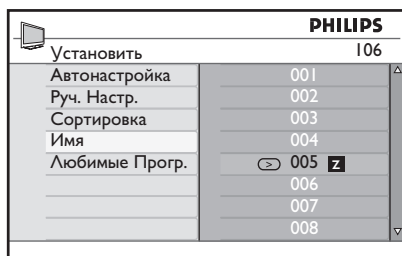 PHILIPS
Установить 106
Автонастройка 001
Руч. Настр. 002
Сортировка 003
Имя 004
Любимые Прогр. 005 Z
006
007
008